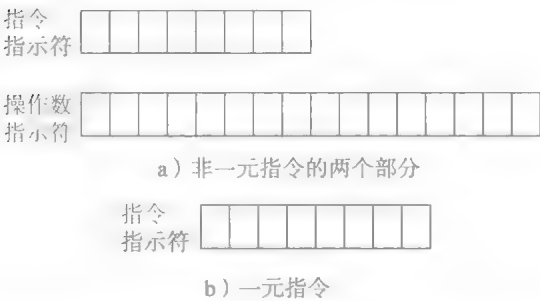 指令
指示符
操作数
指示符
a）非一元指令的两个部分
指令
指示符
b）一元指令